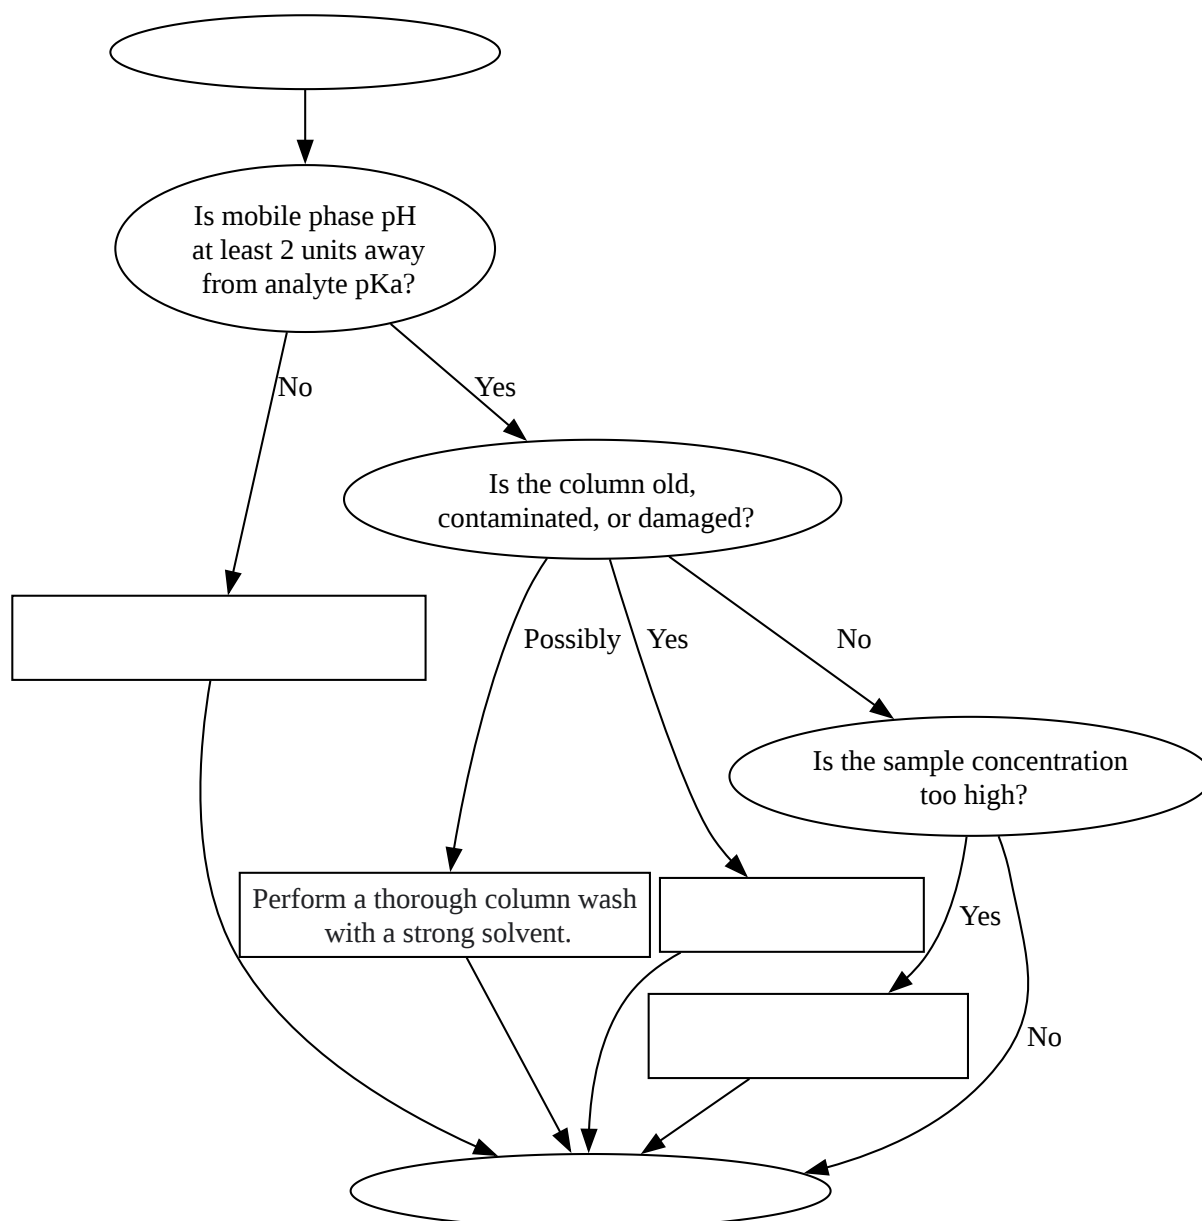 Is mobile phase pH
at least 2 units away
from analyte pKa?
No
Yes
Is the column old,
contaminated, or damaged?
Possibly
Yes
No
Is the sample concentration
too high?
Perform a thorough column wash
with a strong solvent.
Yes
No